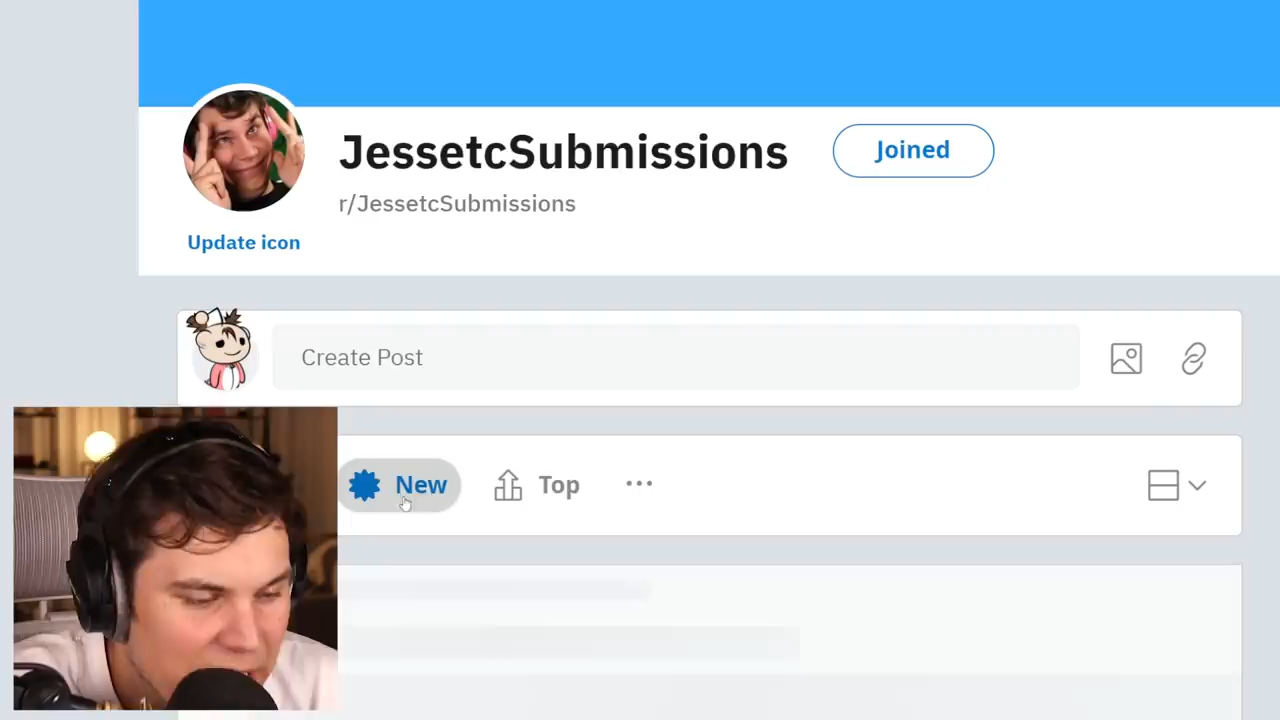 JessetcSubmissions
Joined
r/JessetcSubmissions
Update icon
Create Post
New
Top